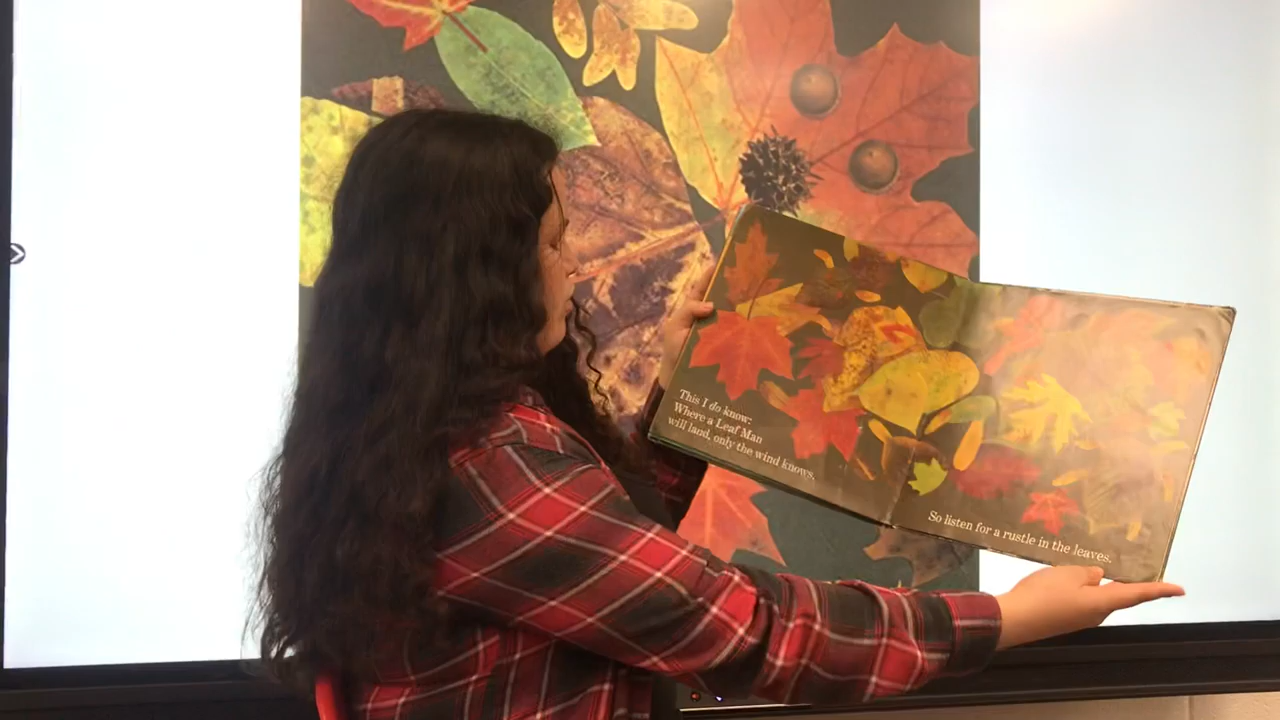 This I do know:
Where a Leaf Man
will land, only the wind knows.
So listen for a rustle in the leaves.